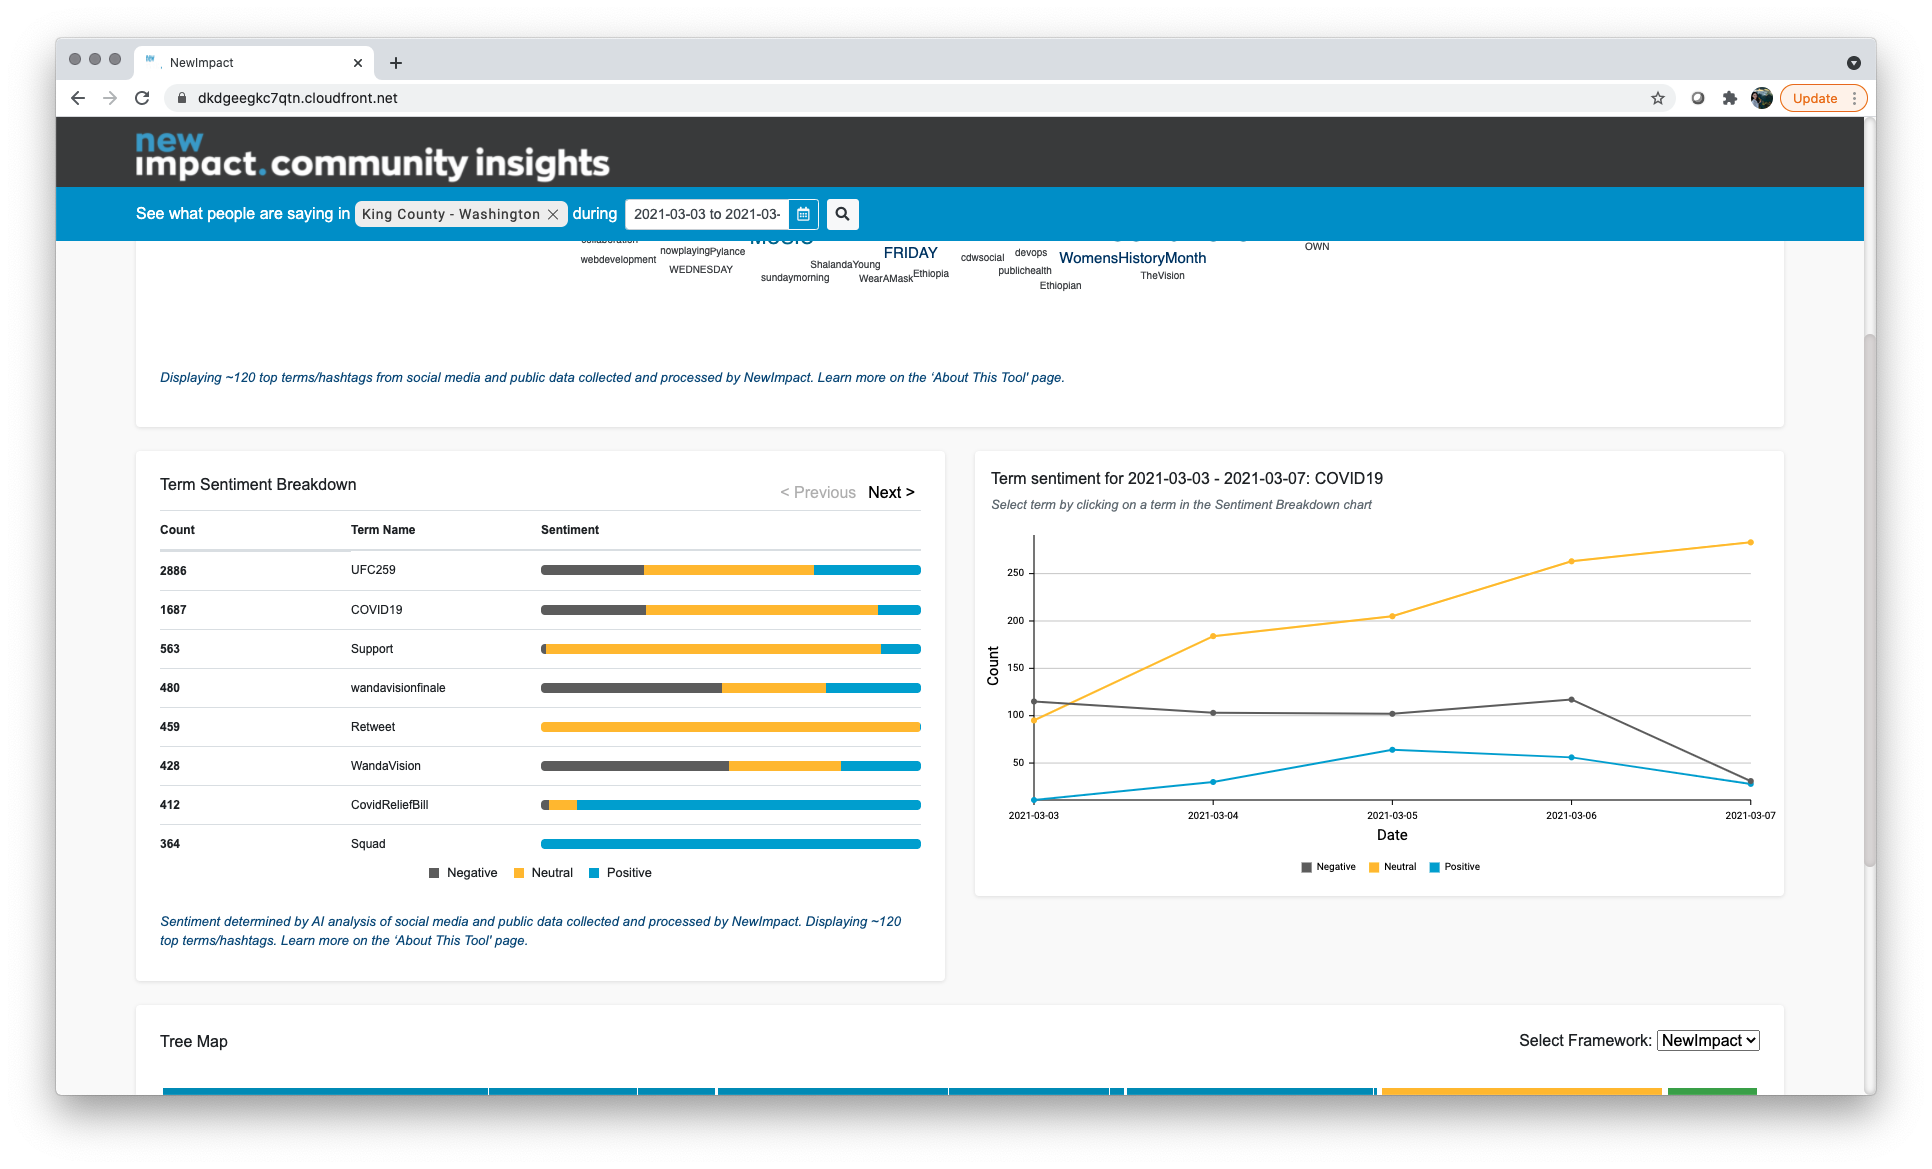 new
NewImpact
dkdgeegkc7qtn.cloudfront.net
Update
new
impact.community insights
See what people are saying in King County - Washington during 2021-03-03 to 2021-03-
OWN
nowplaying Pylance FRIDAY devops
webdevelopment cdwsocial WomensHistoryMonth
WEDNESDAY ShalandaYoung publichealth
sundaymorning WearAMask Ethiopia TheVision
Ethiopian
Displaying ~120 top terms/hashtags from social media and public data collected and processed by NewImpact. Learn more on the ‘About This Tool' page.
Term Sentiment Breakdown
< Previous Next >
Count Term Name Sentiment
2886 UFC259
1687 COVID19
563 Support
480 wandavisionfinale
459 Retweet
428 WandaVision
412 CovidReliefBill
364 Squad
Negative Neutral Positive
Sentiment determined by AI analysis of social media and public data collected and processed by NewImpact. Displaying ~120
top terms/hashtags. Learn more on the ‘About This Tool' page.
Term sentiment for 2021-03-03 - 2021-03-07: COVID19
Select term by clicking on a term in the Sentiment Breakdown chart
250
200
150
100
50
Count
2021-03-03 2021-03-04 2021-03-05 2021-03-06 2021-03-07
Date
Negative Neutral Positive
Tree Map
Select Framework: NewImpact